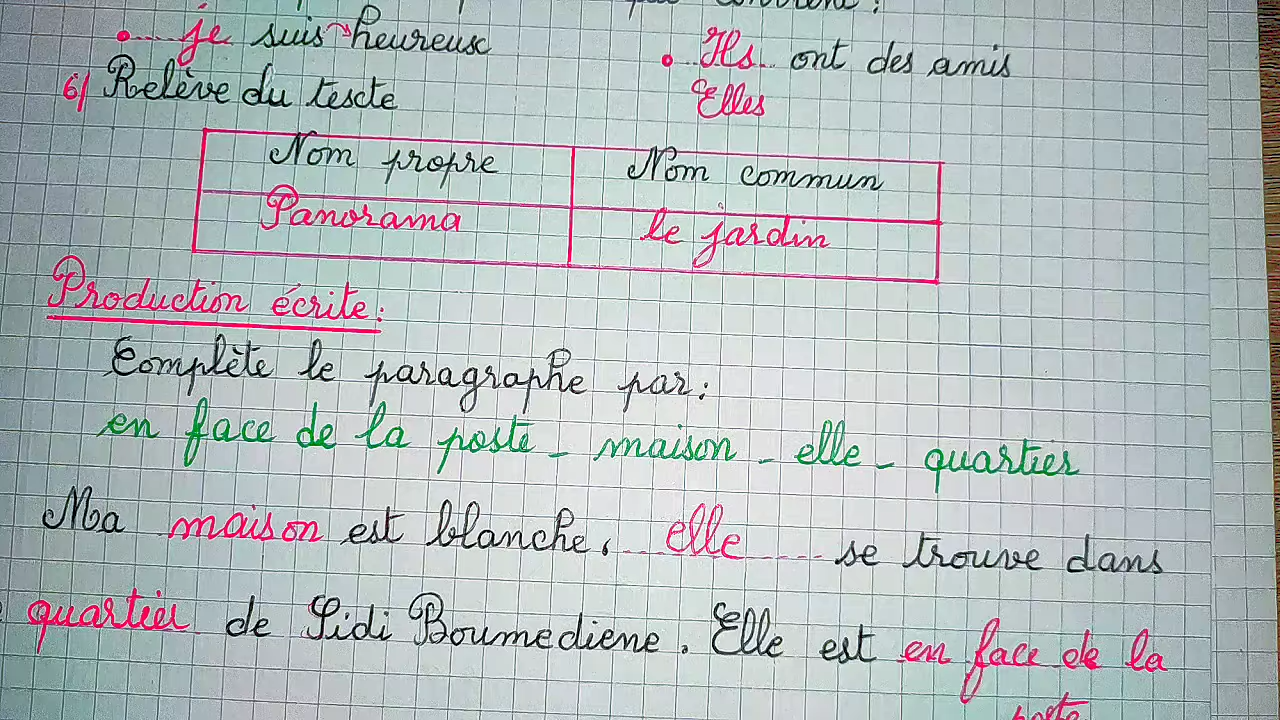 je suis heureux
Ils ont des amis
Elles
6/ Relève du texte
Nom propre
Nom commun
Panorama
le jardin
Production écrite:
Complète le paragraphe par:
en face de la poste - maison - elle - quartier
Ma maison est blanche, elle se trouve dans
quartier de Sidi Boumediene. Elle est en face de la
poste